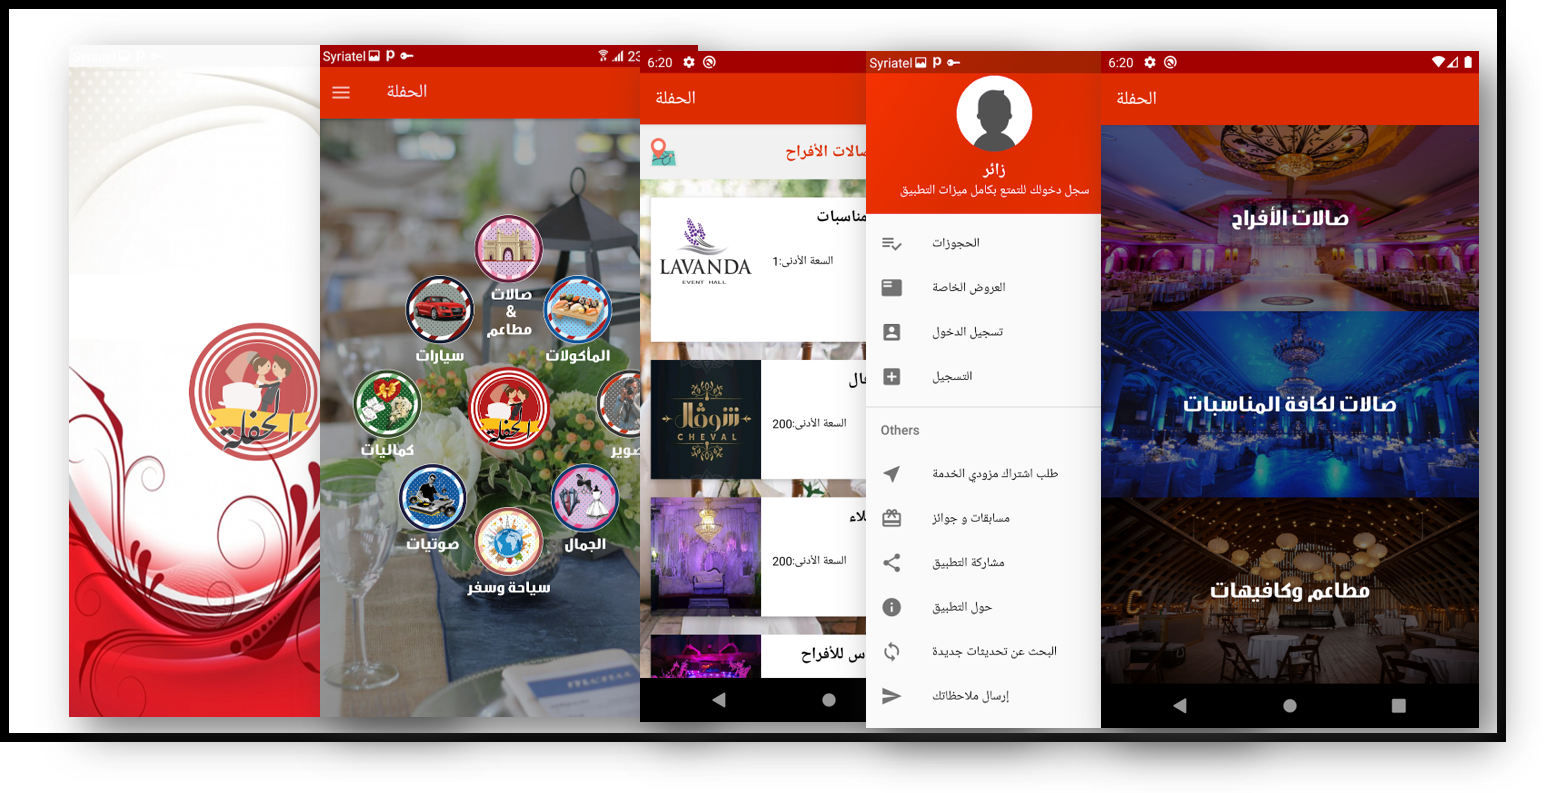 الحفلة
Syriatel
23
الحفلة
صالات
&
مطاعم
سيارات
المأكولات
الحفلة
كماليات
صوير
صوتيات
الجمال
سياحة وسفر
6:20
الحفلة
صالات الأفراح
مناسبات
LAVANDA
EVENT HALL
السعة الأدنى:1
شوفال
CHEVAL
السعة الأدنى:200
السعة الأدنى:200
س للأفراح
Syriatel
زائر
سجل دخولك للتمتع بكامل ميزات التطبيق
الحجوزات
العروض الخاصة
تسجيل الدخول
التسجيل
Others
طلب اشتراك مزودي الخدمة
مسابقات و جوائز
مشاركة التطبيق
حول التطبيق
البحث عن تحديثات جديدة
إرسال ملاحظاتك
6:20
الحفلة
صالات الأفراح
صالات لكافة المناسبات
مطاعم وكافيهات